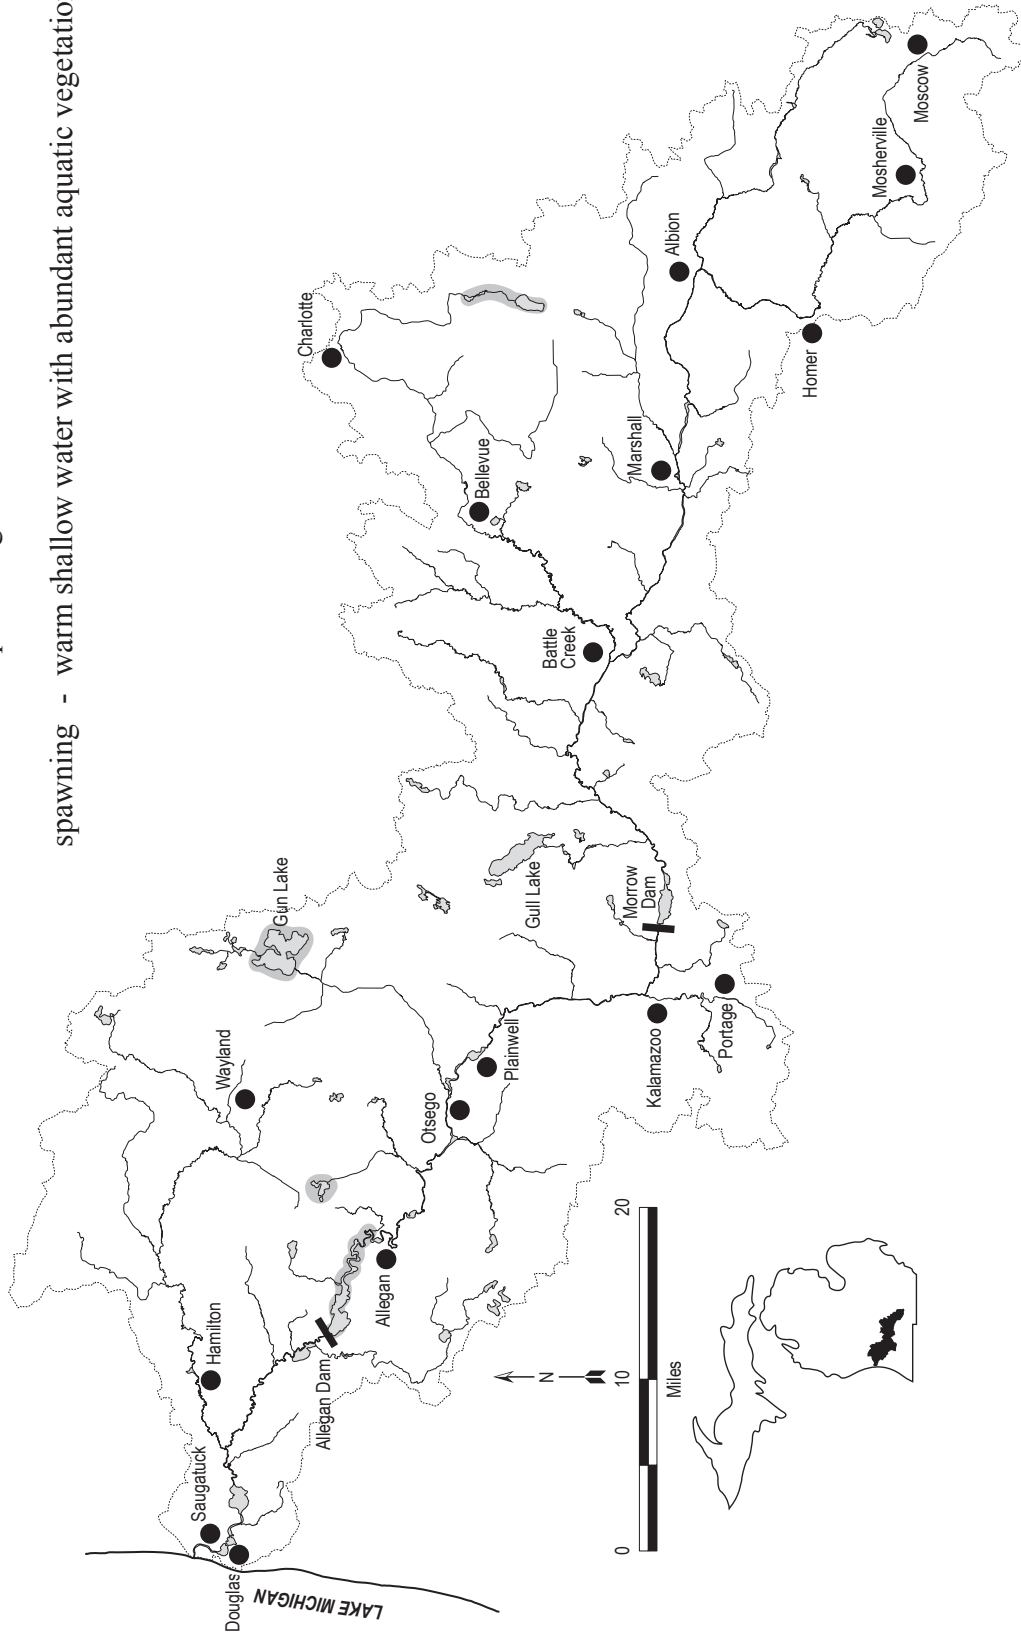 spawning - warm shallow water with abundant aquatic vegetatio
Charlotte
Bellevue
Albion
Marshall
Homer
Moscow
Mosherville
Battle
Creek
Gun Lake
Gull Lake
Morrow
Dam
Wayland
Plainwell
Otsego
Kalamazoo
Portage
Hamilton
Allegan
Allegan Dam
Saugatuck
Douglas
LAKE MICHIGAN
N
0
10
20
Miles